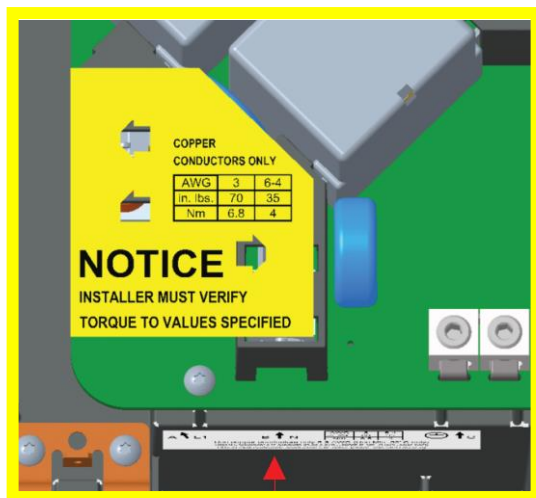 COPPER
CONDUCTORS ONLY
AWG 3 6-4
in. lbs. 70 35
Nm 6.8 4
NOTICE
INSTALLER MUST VERIFY
TORQUE TO VALUES SPECIFIED